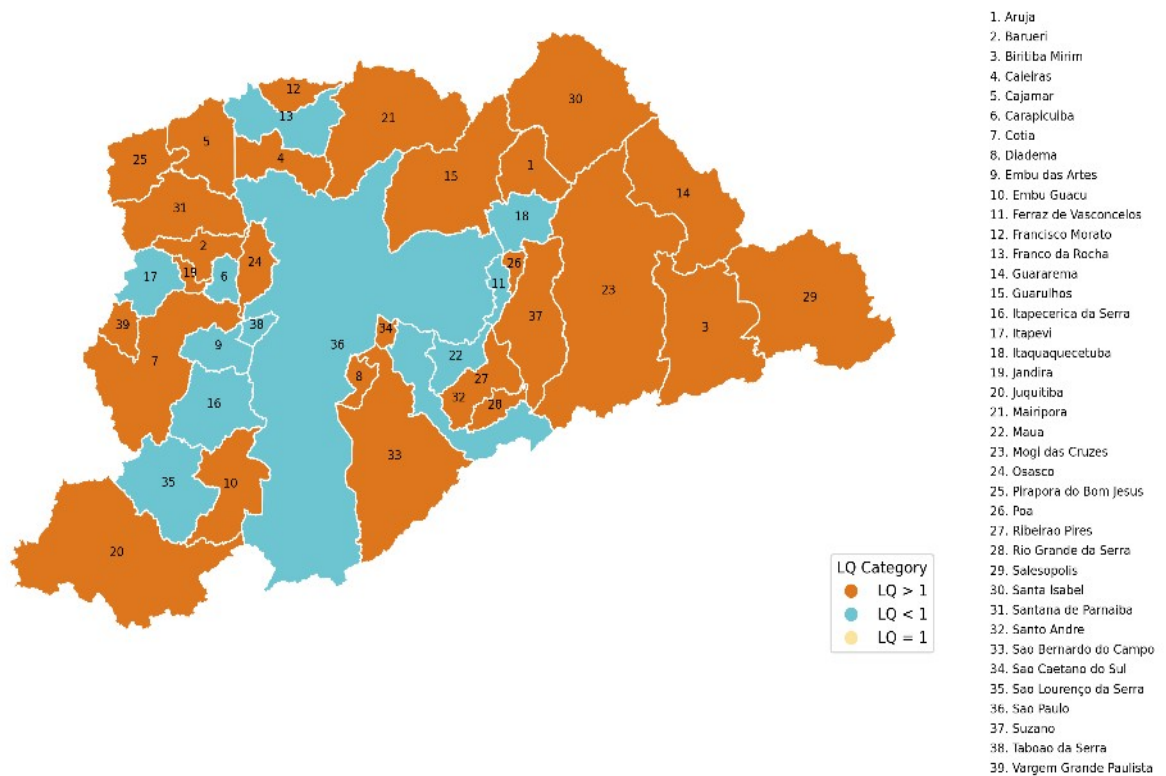 12
13
21
30
5
25
4
1
15
14
31
18
2
24
26
17
19
6
11
23
29
39
38
34
37
3
7
9
36
22
8
27
16
32
28
33
35
10
20
LQ Category
LQ > 1
LQ < 1
LQ = 1
1. Aruja
2. Barueri
3. Biritiba Mirim
4. Caieiras
5. Cajamar
6. Carapicuiba
7. Cotia
8. Diadema
9. Embu das Artes
10. Embu Guacu
11. Ferraz de Vasconcelos
12. Francisco Morato
13. Franco da Rocha
14. Guararema
15. Guarulhos
16. Itapecerica da Serra
17. Itapevi
18. Itaquaquecetuba
19. Jandira
20. Juquitiba
21. Mairipora
22. Maua
23. Mogi das Cruzes
24. Osasco
25. Pirapora do Bom Jesus
26. Poa
27. Ribeirao Pires
28. Rio Grande da Serra
29. Salesopolis
30. Santa Isabel
31. Santana de Parnaiba
32. Santo Andre
33. Sao Bernardo do Campo
34. Sao Caetano do Sul
35. Sao Lourenço da Serra
36. Sao Paulo
37. Suzano
38. Taboao da Serra
39. Vargem Grande Paulista